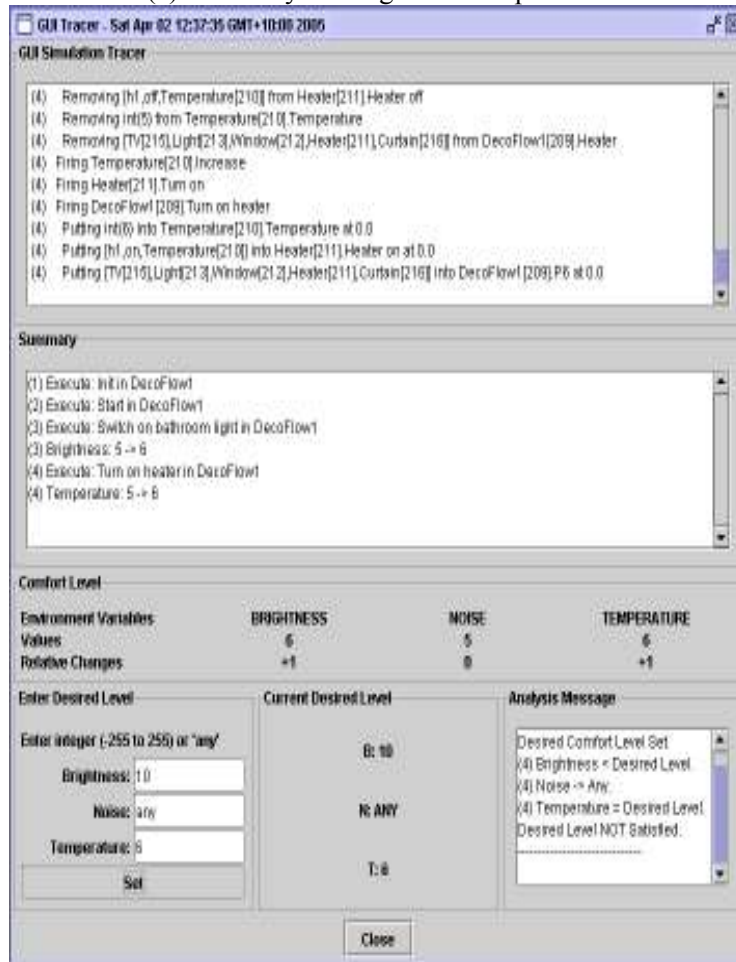 GUI Tracer - Sat Apr 02 12:37:35 GMT+10:00 2005
GUI Simulation Tracer
(4) Removing [h1,off,Temperature[210]] from Heater[211].Heater off
(4) Removing int(5) from Temperature[210].Temperature
(4) Removing [TV[215],Light[213],Window[212],Heater[211],Curtain[216]] from DecoFlow1[209].Heater
(4) Firing Temperature[210].Increase
(4) Firing Heater[211].Turn on
(4) Firing DecoFlow1[209].Turn on heater
(4) Putting int(6) into Temperature[210].Temperature at 0.0
(4) Putting [h1,on,Temperature[210]] into Heater[211].Heater on at 0.0
(4) Putting [TV[215],Light[213],Window[212],Heater[211],Curtain[216]] into DecoFlow1[209].P6 at 0.0
Summary
(1) Execute: Init in DecoFlow1
(2) Execute: Start in DecoFlow1
(3) Execute: Switch on bathroom light in DecoFlow1
(3) Brightness: 5 -> 6
(4) Execute: Turn on heater in DecoFlow1
(4) Temperature: 5 -> 6
Comfort Level
Environment Variables BRIGHTNESS NOISE TEMPERATURE
Values 6 5 6
Relative Changes +1 0 +1
Enter Desired Level
Enter integer (-255 to 255) or 'any'
Brightness: 10
Noise: any
Temperature: 6
Set
Current Desired Level
B: 10
N: ANY
T: 6
Analysis Message
Desired Comfort Level Set
(4) Brightness < Desired Level.
(4) Noise -> Any.
(4) Temperature = Desired Level.
Desired Level NOT Satisfied.
------------------------------
Close